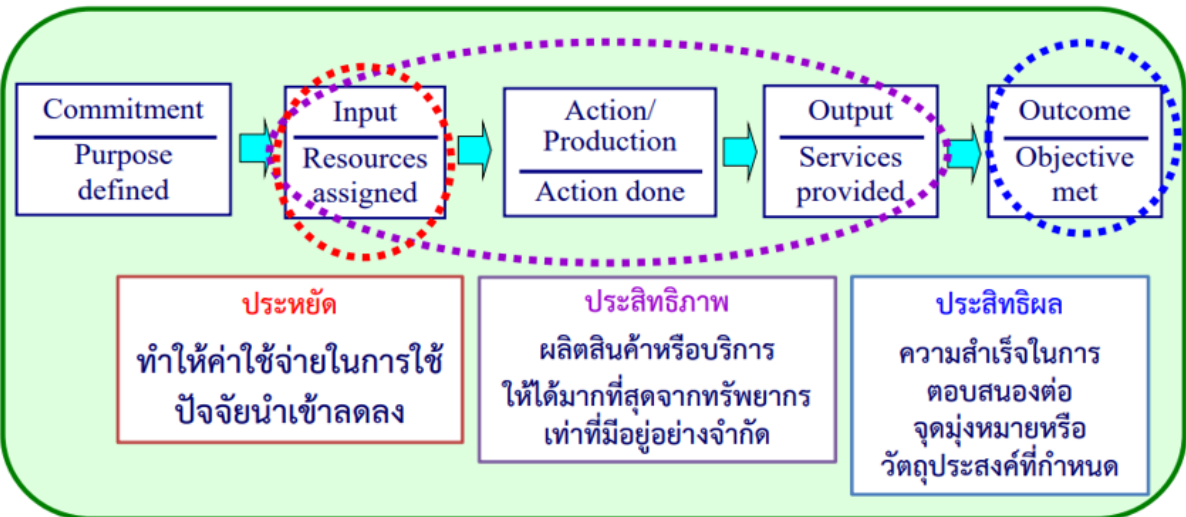 Commitment
Purpose
defined
Input
Resources
assigned
Action/
Production
Action done
Output
Services
provided
Outcome
Objective
met
ประหยัด
ทำให้ค่าใช้จ่ายในการใช้
ปัจจัยนำเข้าลดลง
ประสิทธิภาพ
ผลิตสินค้าหรือบริการ
ให้ได้มากที่สุดจากทรัพยากร
เท่าที่มีอยู่อย่างจำกัด
ประสิทธิผล
ความสำเร็จในการ
ตอบสนองต่อ
จุดมุ่งหมายหรือ
วัตถุประสงค์ที่กำหนด